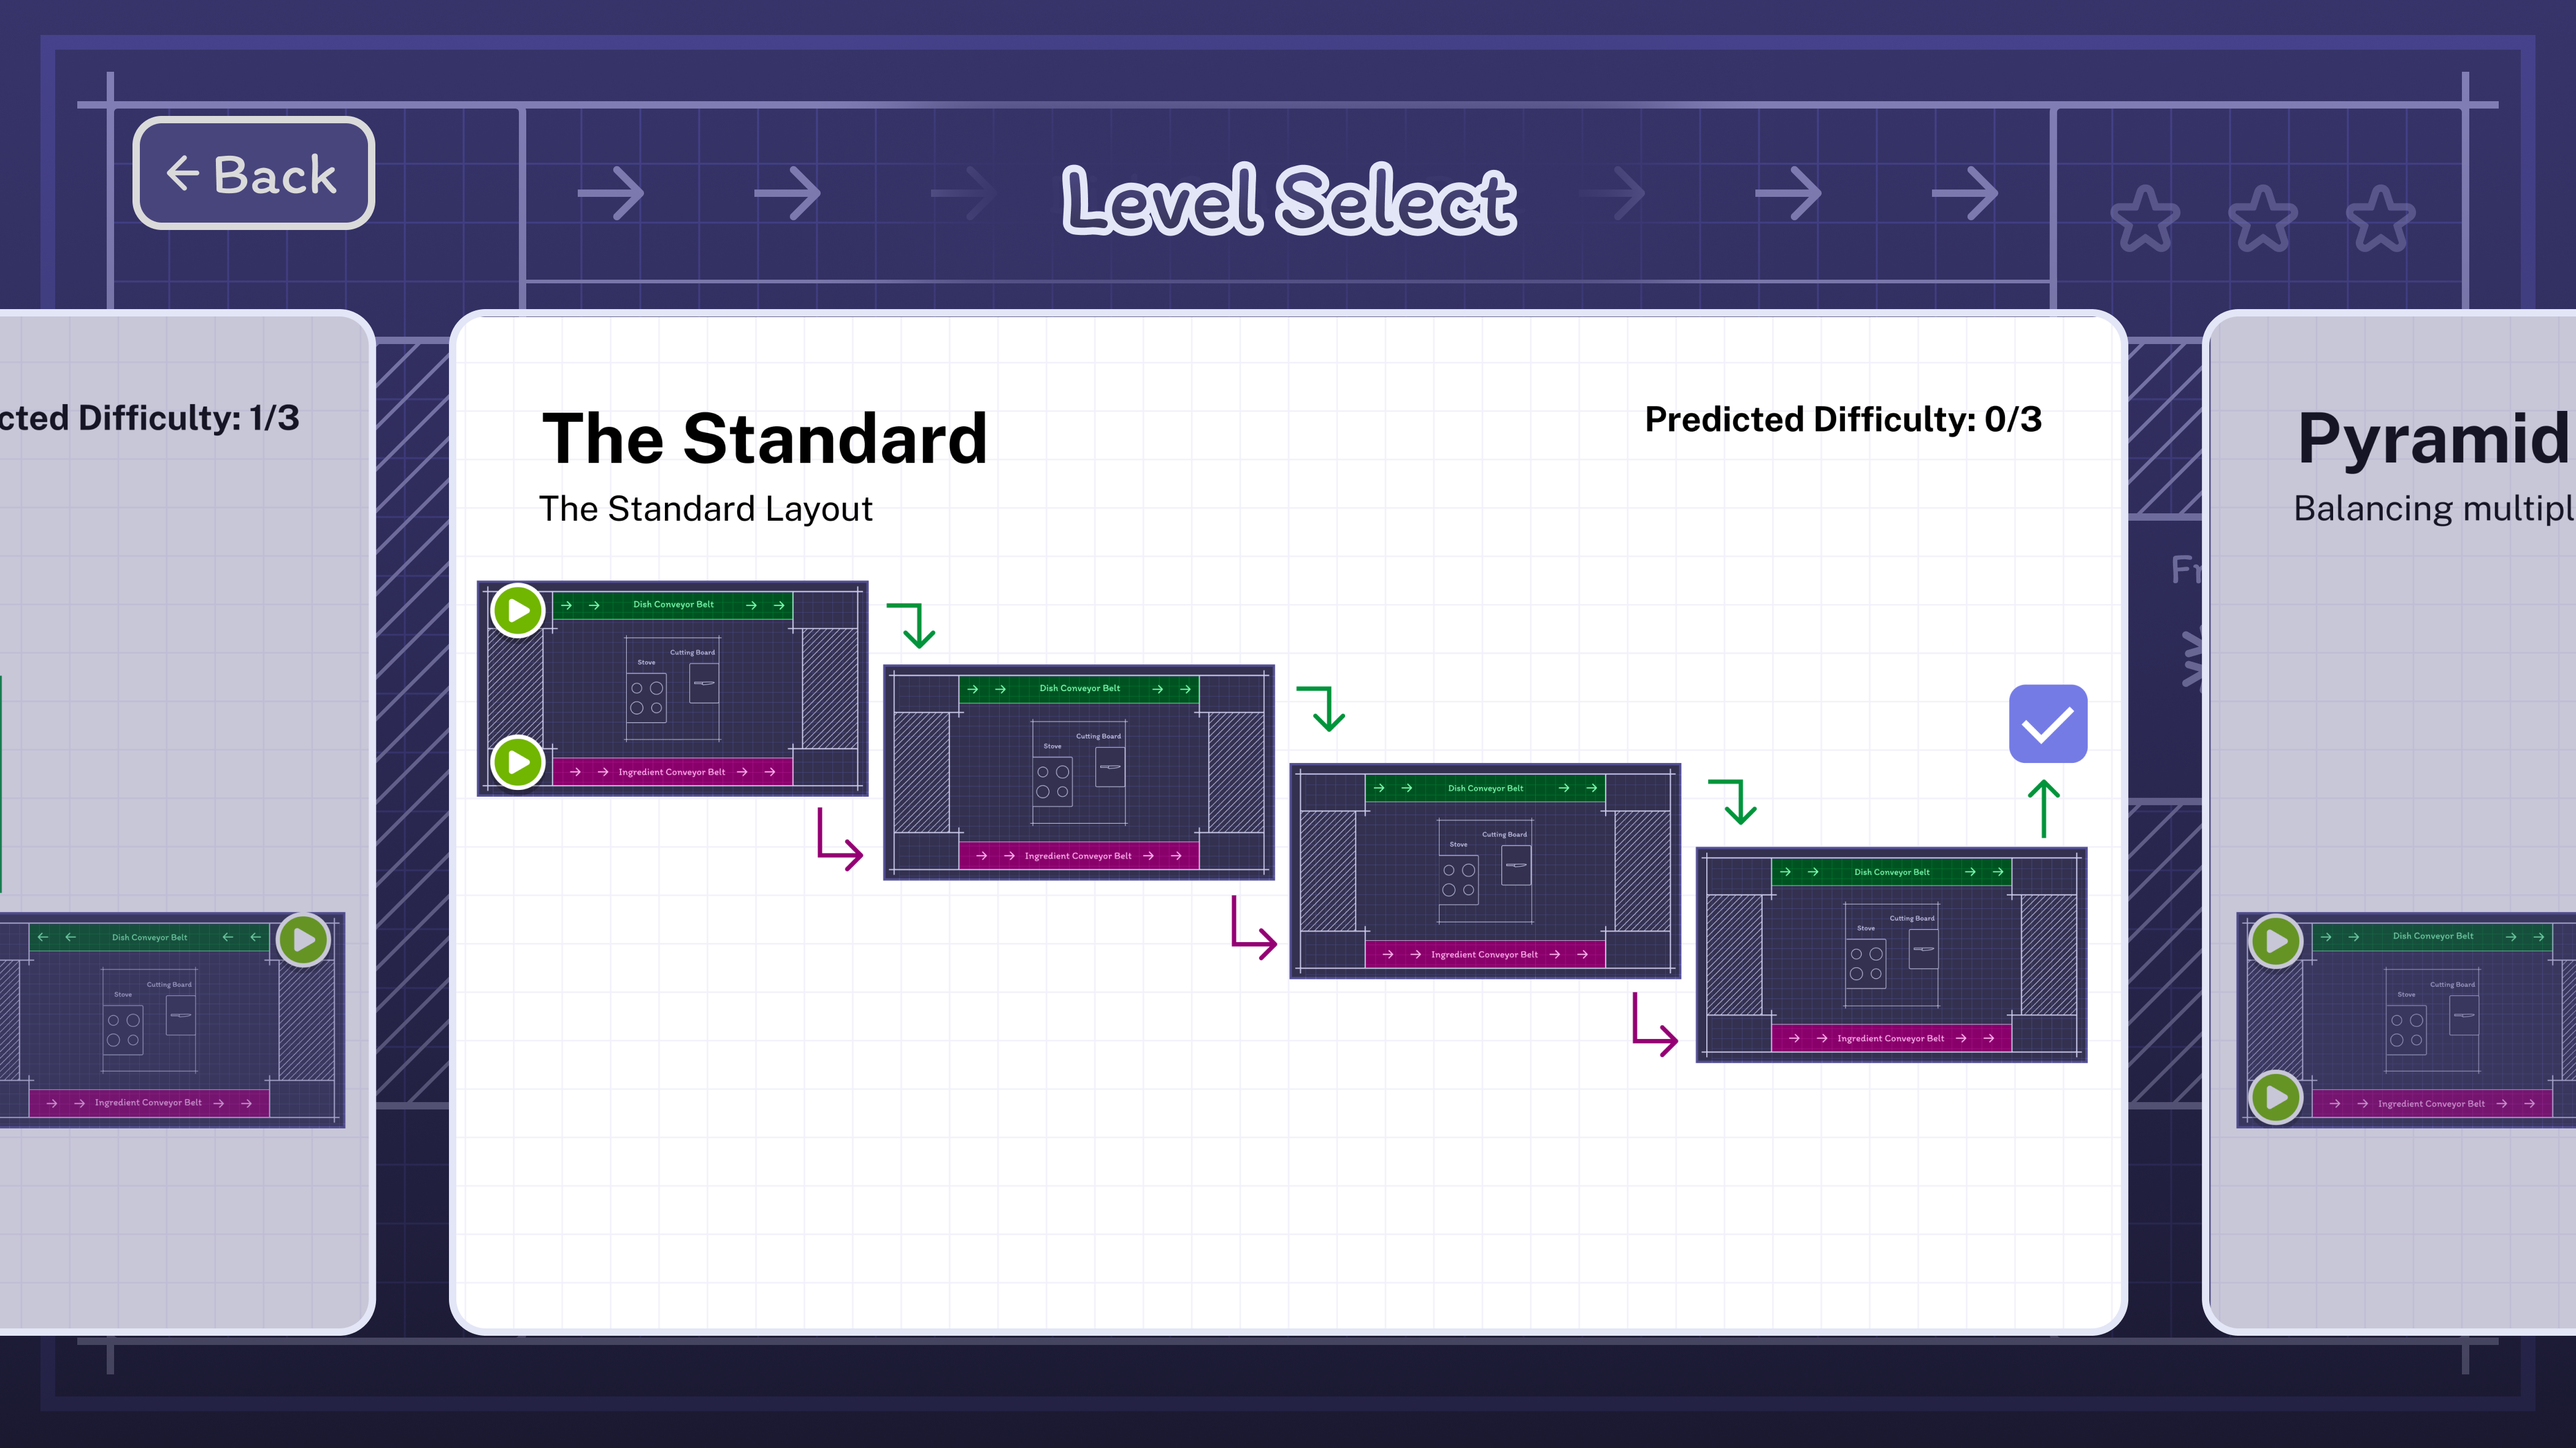 Back
Level Select
cted Difficulty: 1/3
Dish Conveyor Belt
Cutting Board
Stove
Ingredient Conveyor Belt
The Standard
Predicted Difficulty: 0/3
The Standard Layout
Dish Conveyor Belt
Cutting Board
Stove
Ingredient Conveyor Belt
Dish Conveyor Belt
Cutting Board
Stove
Ingredient Conveyor Belt
Dish Conveyor Belt
Cutting Board
Stove
Ingredient Conveyor Belt
Dish Conveyor Belt
Cutting Board
Stove
Ingredient Conveyor Belt
Fr
Pyramid
Balancing multipl
Dish Conveyor Belt
Cutting Board
Stove
Ingredient Conveyor Belt